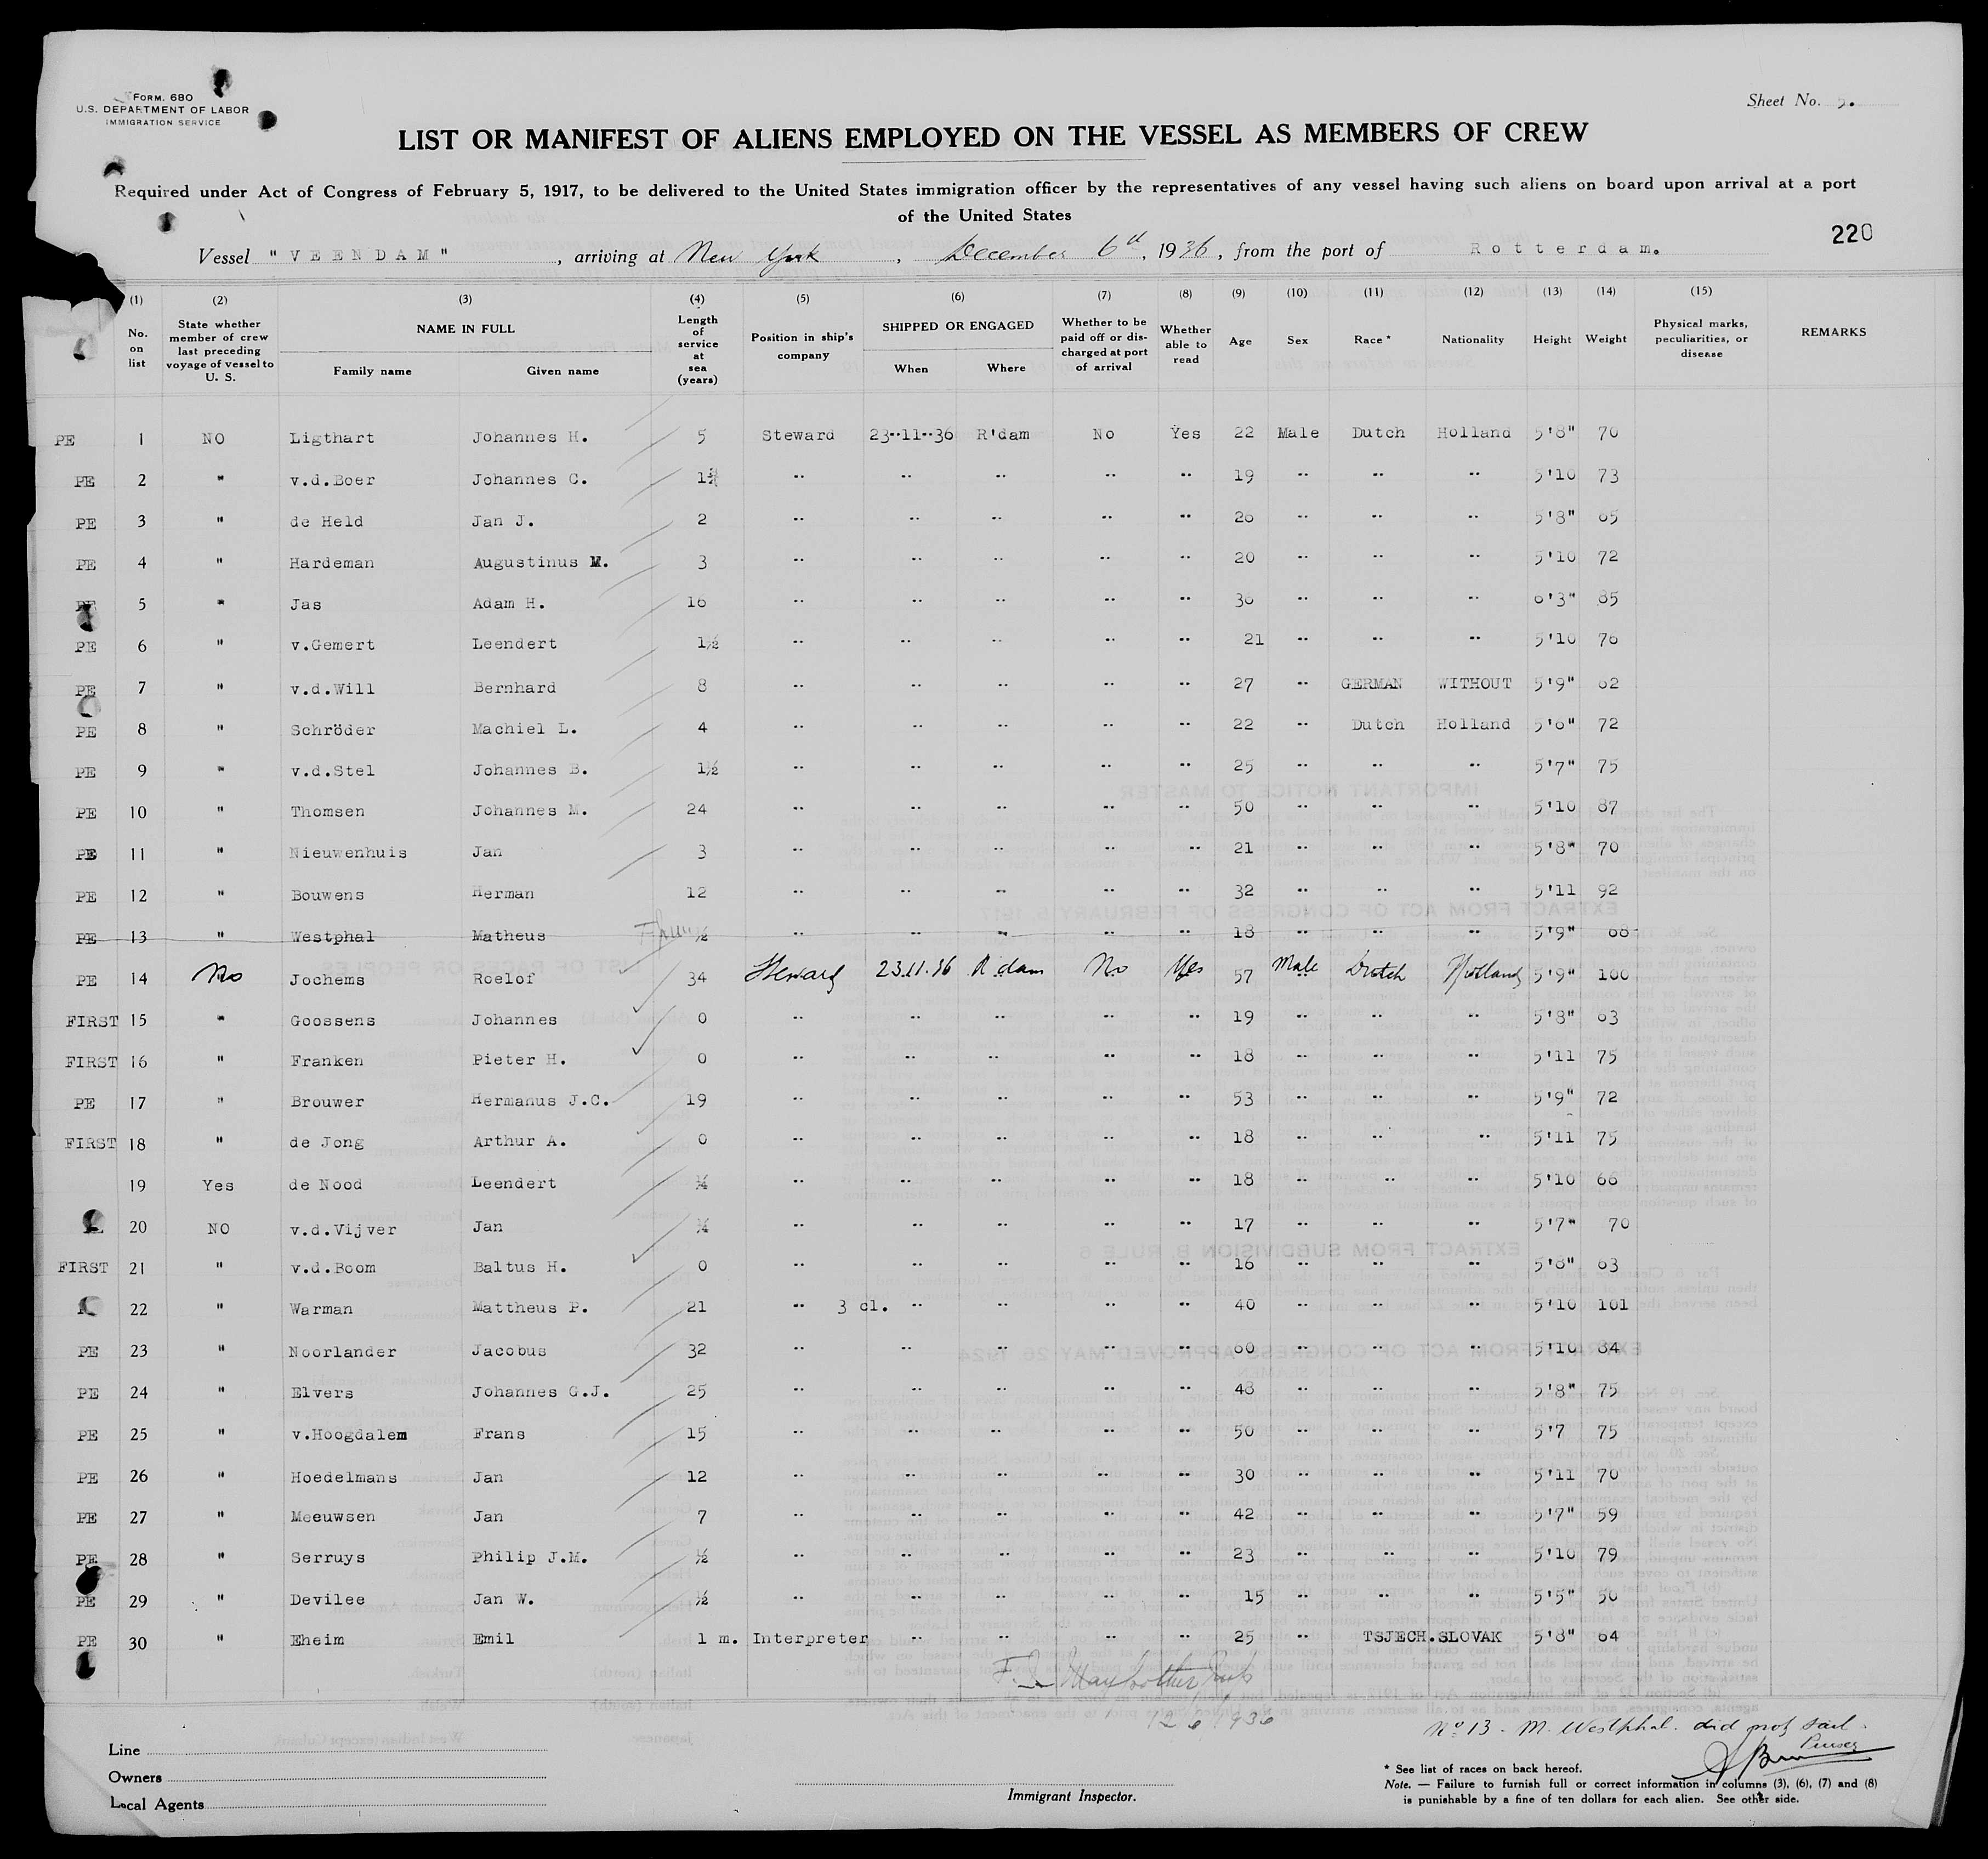 FORM. 680
U.S. DEPARTMENT OF LABOR
IMMIGRATION SERVICE
Sheet No. 5.
LIST OR MANIFEST OF ALIENS EMPLOYED ON THE VESSEL AS MEMBERS OF CREW
Required under Act of Congress of February 5, 1917, to be delivered to the United States immigration officer by the representatives of any vessel having such aliens on board upon arrival at a port
of the United States
220
Vessel "VEENDAM", arriving at New York, December 6th, 1936, from the port of Rotterdam.
(1) (2) (3) (4) (5) (6) (7) (8) (9) (10) (11) (12) (13) (14) (15)
No. on list State whether member of crew last preceding voyage of vessel to U. S. NAME IN FULL Family name Given name Length of service at sea (years) Position in ship's company SHIPPED OR ENGAGED When Where Whether to be paid off or discharged at port of arrival Whether able to read Age Sex Race* Nationality Height Weight Physical marks, peculiarities, or disease REMARKS
PE 1 NO Ligthart Johannes H. 5 Steward 23-11-36 R'dam No Yes 22 Male Dutch Holland 5'8" 70
PE 2 " v.d.Boer Johannes C. 1¾ " " " " " 19 " " " 5'10 73
PE 3 " de Held Jan J. 2 " " " " " 26 " " " 5'8" 65
PE 4 " Hardeman Augustinus M. 3 " " " " " 20 " " " 5'10 72
PE 5 " Jas Adam H. 16 " " " " " 36 " " " 6'3" 85
PE 6 " v.Gemert Leendert 1½ " " " " " 21 " " " 5'10 76
PE 7 " v.d.Will Bernhard 8 " " " " " 27 " GERMAN WITHOUT 5'9" 62
PE 8 " Schröder Machiel L. 4 " " " " " 22 " Dutch Holland 5'6" 72
PE 9 " v.d.Stel Johannes B. 1½ " " " " " 25 " " " 5'7" 75
PE 10 " Thomsen Johannes M. 24 " " " " " 50 " " " 5'10 87
PE 11 " Nieuwenhuis Jan 3 " " " " " 21 " " " 5'8" 70
PE 12 " Bouwens Herman 12 " " " " " 32 " " " 5'11 92
PE 13 " Westphal Matheus ½ " " " " " 18 " " " 5'9" 68
PE 14 No Jochems Roelof 34 Steward 23.11.36 R'dam No Yes 57 Male Dutch Holland 5'9" 100
FIRST 15 " Goossens Johannes 0 " " " " " 19 " " " 5'8" 63
FIRST 16 " Franken Pieter H. 0 " " " " " 18 " " " 5'11 75
PE 17 " Brouwer Hermanus J.C. 19 " " " " " 53 " " " 5'9" 72
FIRST 18 " de Jong Arthur A. 0 " " " " " 18 " " " 5'11 75
19 Yes de Nood Leendert ¼ " " " " " 18 " " " 5'10 66
20 NO v.d.Vijver Jan ¼ " " " " " 17 " " " 5'7" 70
FIRST 21 " v.d.Boom Baltus H. 0 " " " " " 16 " " " 5'8" 63
22 " Warman Mattheus P. 21 " 3 cl. " " " " 40 " " " 5'10 101
PE 23 " Noorlander Jacobus 32 " " " " " 60 " " " 5'10 84
PE 24 " Elvers Johannes G.J. 25 " " " " " 48 " " " 5'8" 75
PE 25 " v.Hoogdalem Frans 15 " " " " " 50 " " " 5'7 75
PE 26 " Hoedelmans Jan 12 " " " " " 30 " " " 5'11 70
PE 27 " Meeuwsen Jan 7 " " " " " 42 " " " 5'7" 59
PE 28 " Serruys Philip J.M. ½ " " " " " 23 " " " 5'10 79
PE 29 " Devilee Jan W. ½ " " " " " 15 " " " 5'5" 50
PE 30 " Eheim Emil 1 m. Interpreter " " " " 25 " TSJECH.SLOVAK 5'8" 64
12 6 1936
No 13 - M. Westphal. did not sail.
Purser
Line
Owners
Local Agents
Immigrant Inspector.
* See list of races on back hereof.
Note. — Failure to furnish full or correct information in columns (3), (6), (7) and (8)
is punishable by a fine of ten dollars for each alien. See other side.